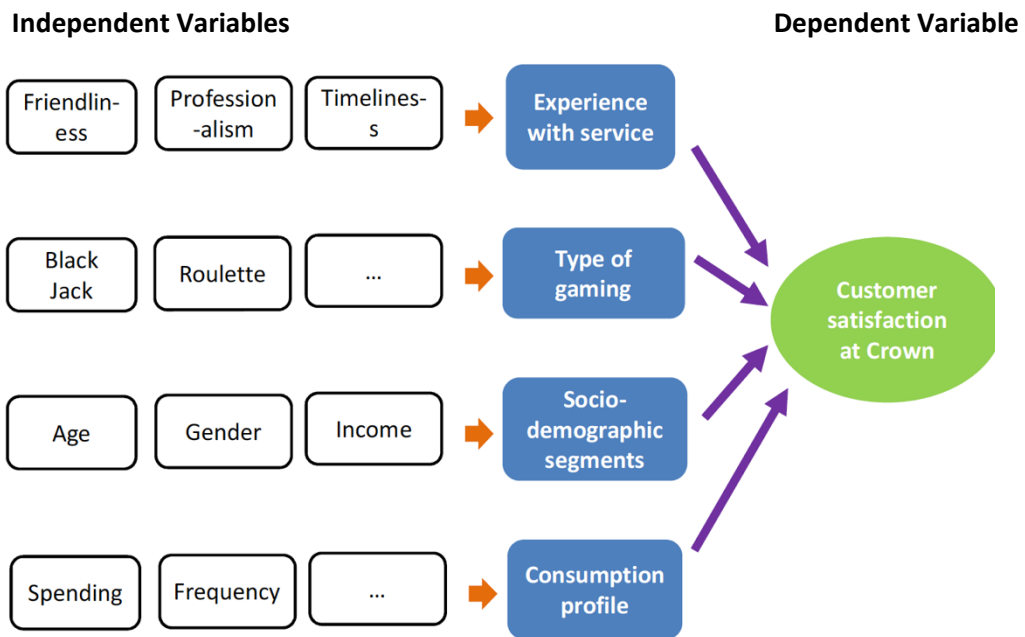 Independent Variables
Dependent Variable
Friendlin-
ess
Profession
-alism
Timelines-
s
Experience
with service
Black
Jack
Roulette
...
Type of
gaming
Customer
satisfaction
at Crown
Age
Gender
Income
Socio-
demographic
segments
Spending
Frequency
...
Consumption
profile